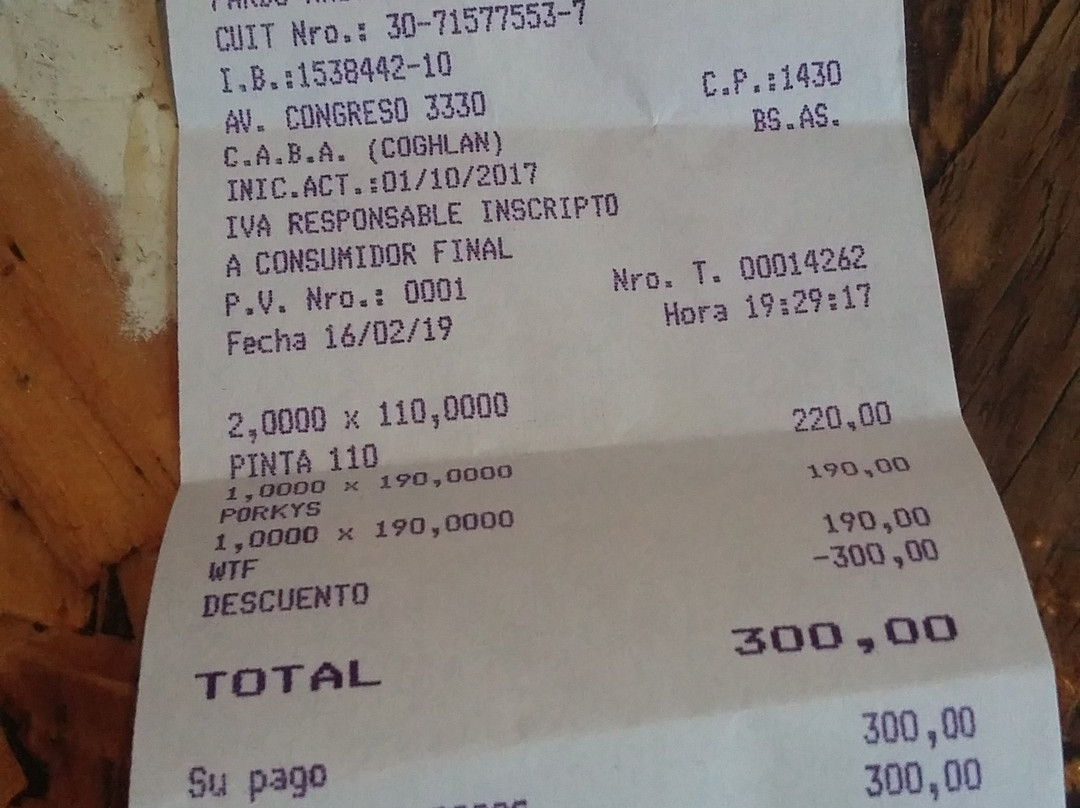 CUIT Nro.: 30-71577553-7
I.B.:1538442-10
AV. CONGRESO 3330 C.P.:1430
C.A.B.A. (COGHLAN) BS.AS.
INIC.ACT.:01/10/2017
IVA RESPONSABLE INSCRIPTO
A CONSUMIDOR FINAL
P.V. Nro.: 0001 Nro. T. 00014262
Fecha 16/02/19 Hora 19:29:17
2,0000 x 110,0000
PINTA 110 220,00
1,0000 x 190,0000
PORKYS 190,00
1,0000 x 190,0000
WTF 190,00
DESCUENTO -300,00
TOTAL 300,00
300,00
Su pago 300,00